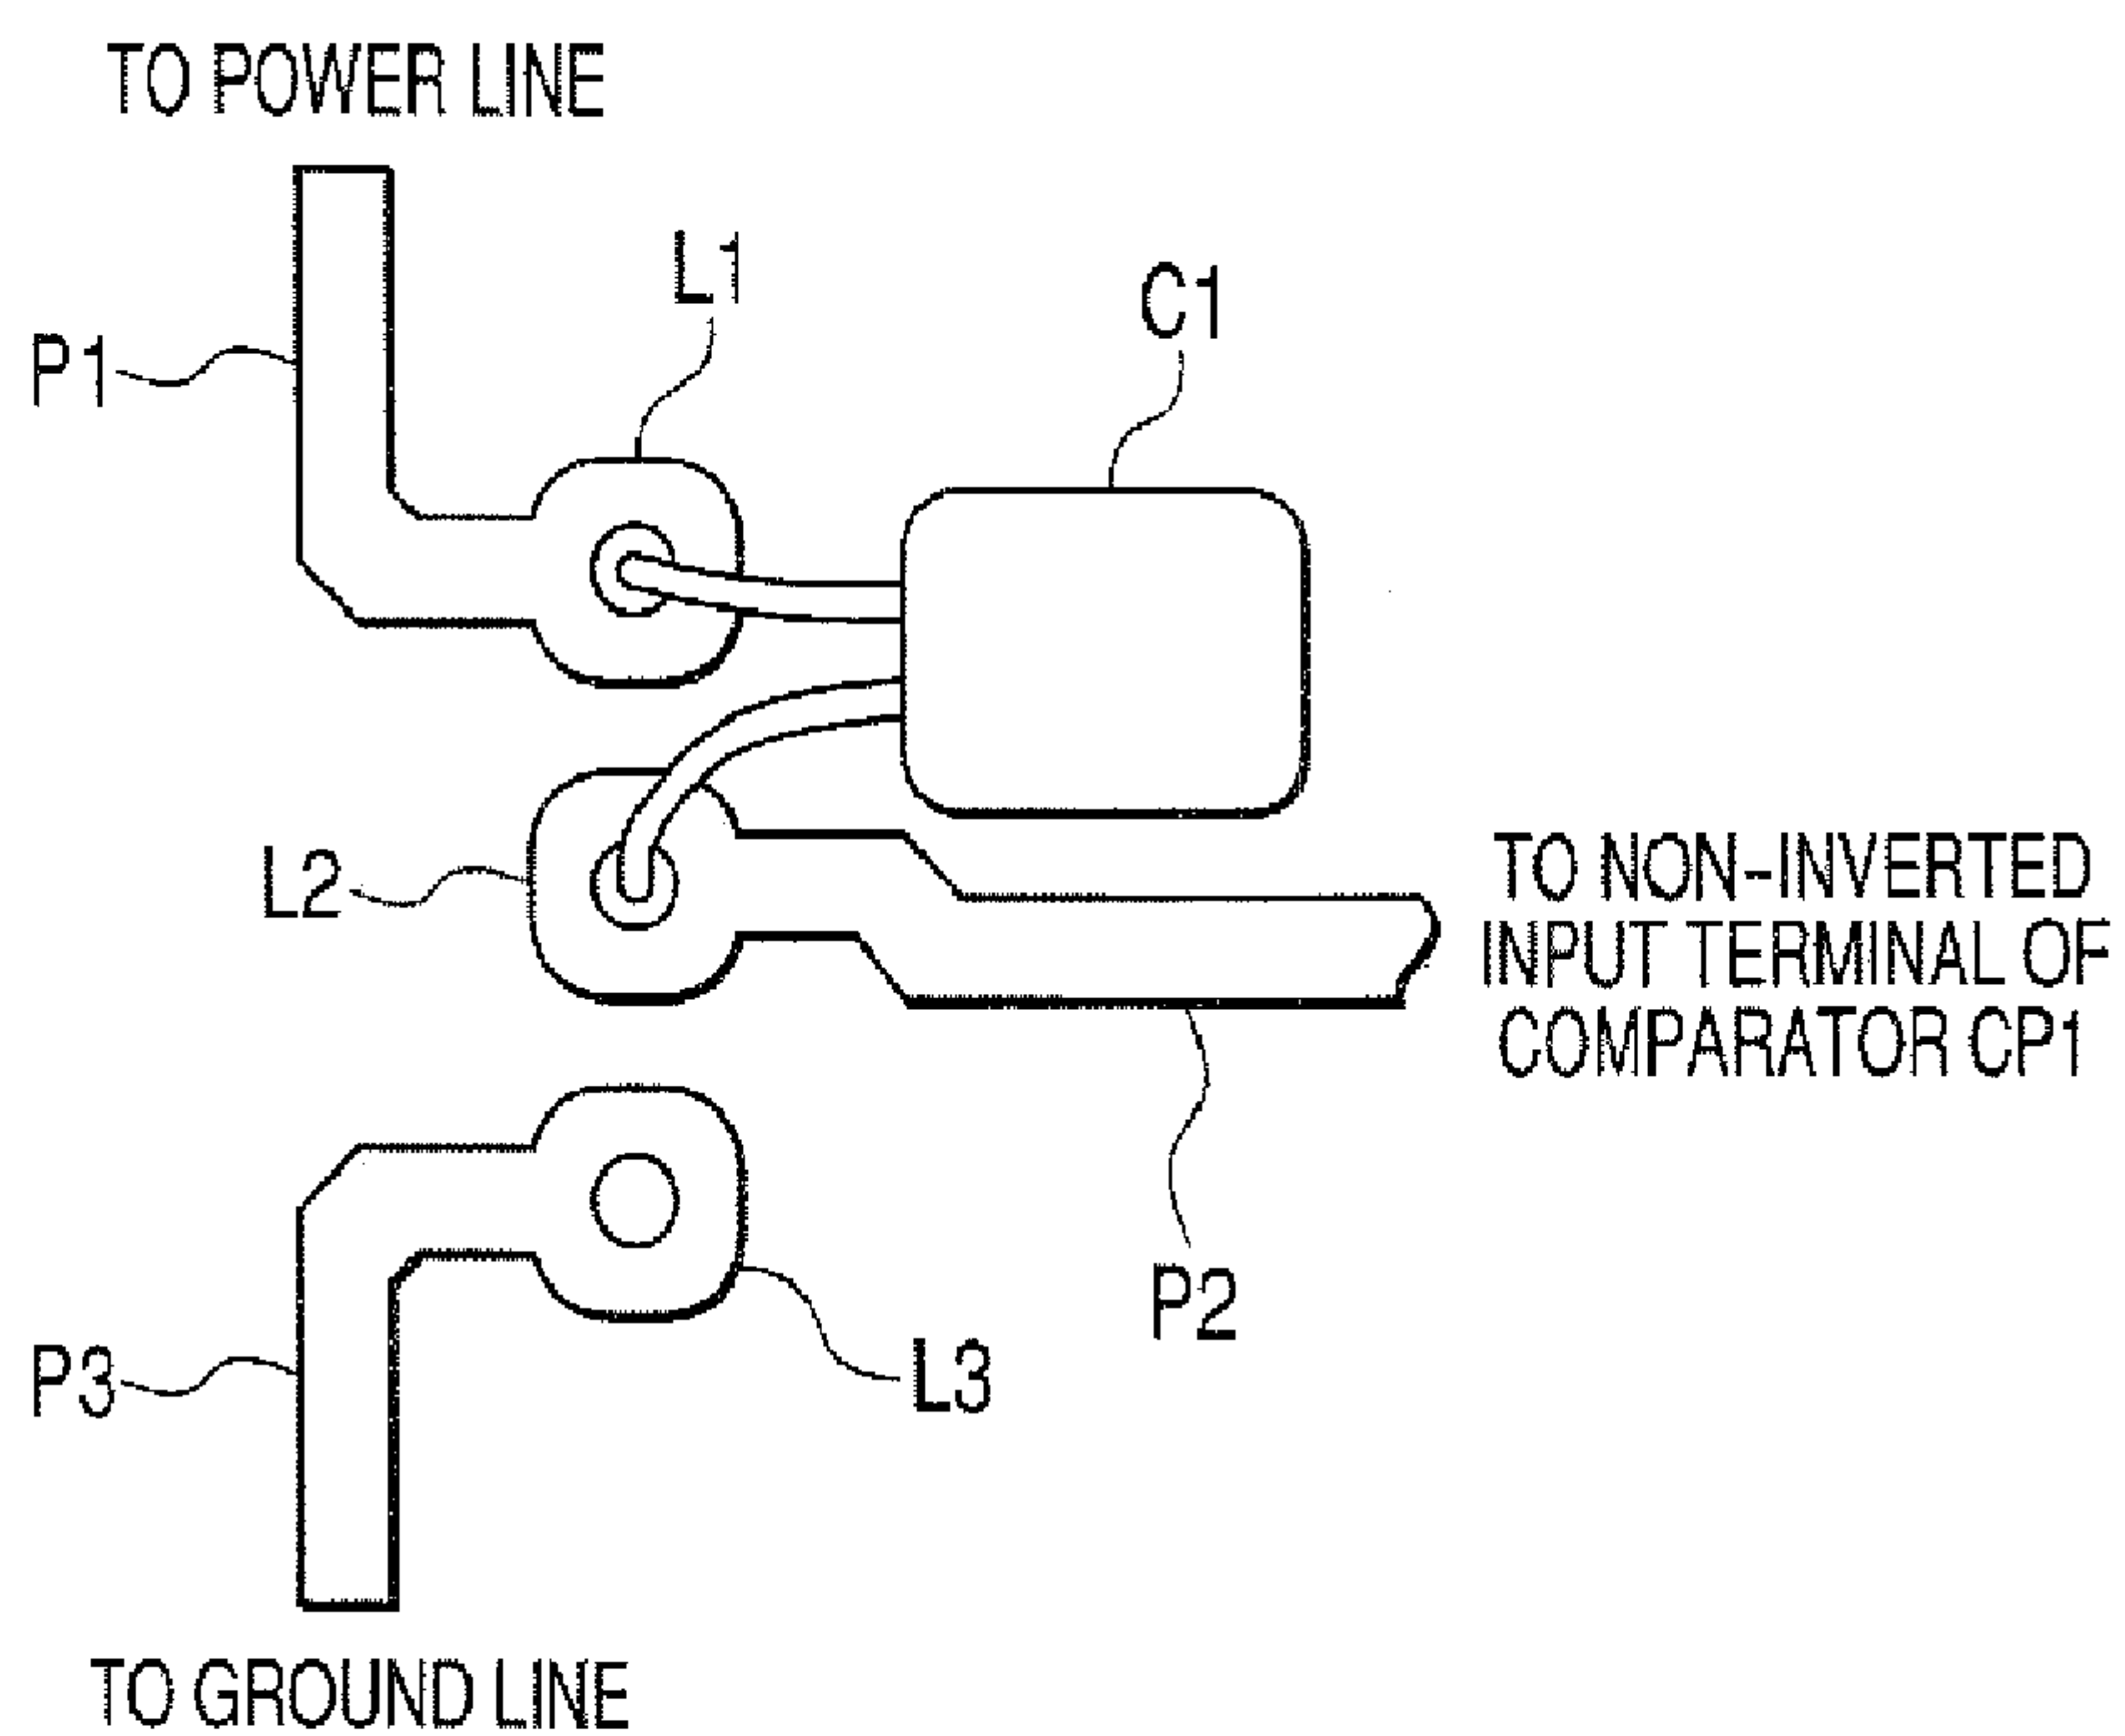 TO POWER LINE
L1
C1
P1
L2
TO NON-INVERTED
INPUT TERMINAL OF
COMPARATOR CP1
P2
P3
L3
TO GROUND LINE